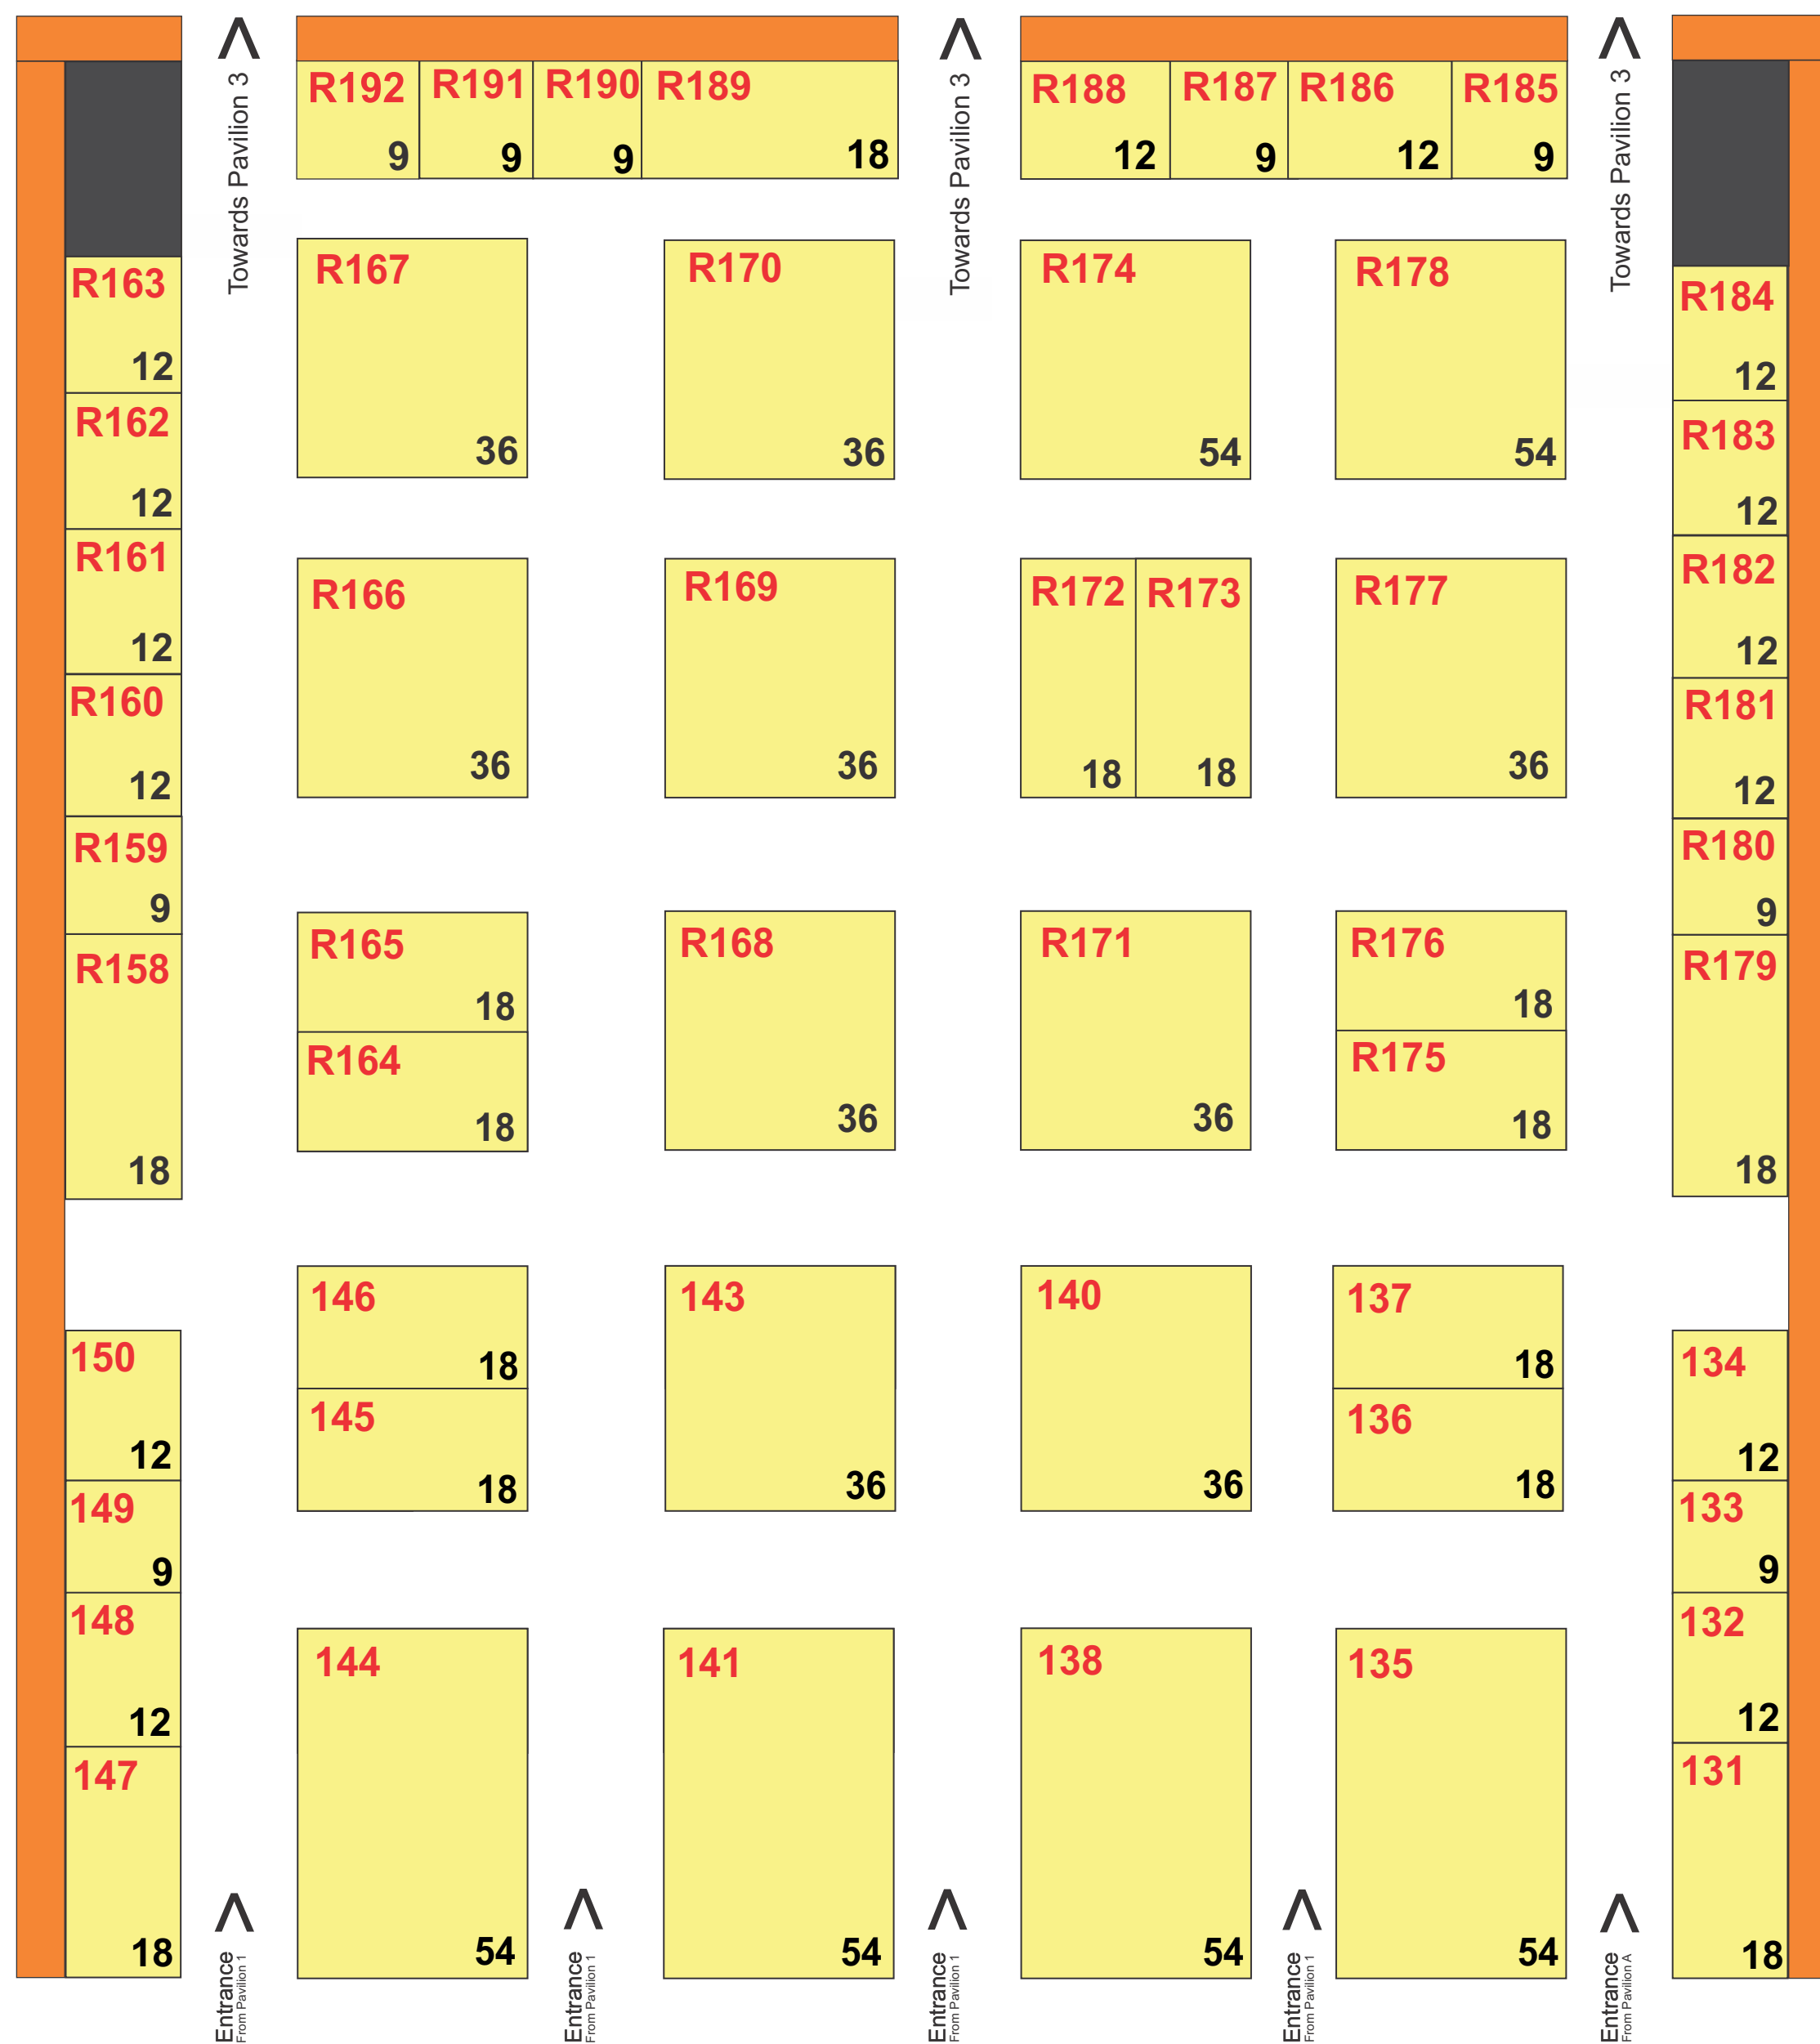 Towards Pavilion 3
Towards Pavilion 3
Towards Pavilion 3
R192
9
R191
9
R190
9
R189
18
R188
12
R187
9
R186
12
R185
9
R163
12
R162
12
R161
12
R160
12
R159
9
R158
18
R167
36
R170
36
R174
54
R178
54
R184
12
R183
12
R182
12
R181
12
R180
9
R179
18
R166
36
R169
36
R172
18
R173
18
R177
36
R165
18
R164
18
R168
36
R171
36
R176
18
R175
18
146
18
145
18
143
36
140
36
137
18
136
18
150
12
149
9
148
12
147
18
134
12
133
9
132
12
131
18
144
54
141
54
138
54
135
54
Entrance
From Pavilion 1
Entrance
From Pavilion 1
Entrance
From Pavilion 1
Entrance
From Pavilion 1
Entrance
From Pavilion A